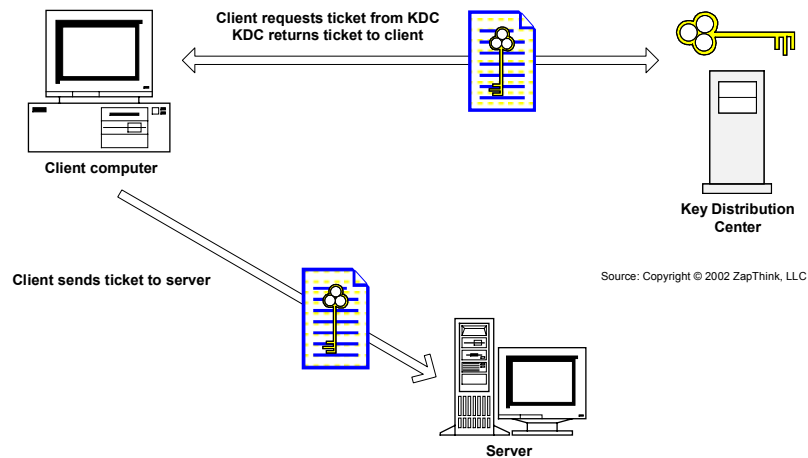 Client requests ticket from KDC
KDC returns ticket to client
Client computer
Key Distribution
Center
Client sends ticket to server
Source: Copyright © 2002 ZapThink, LLC
Server